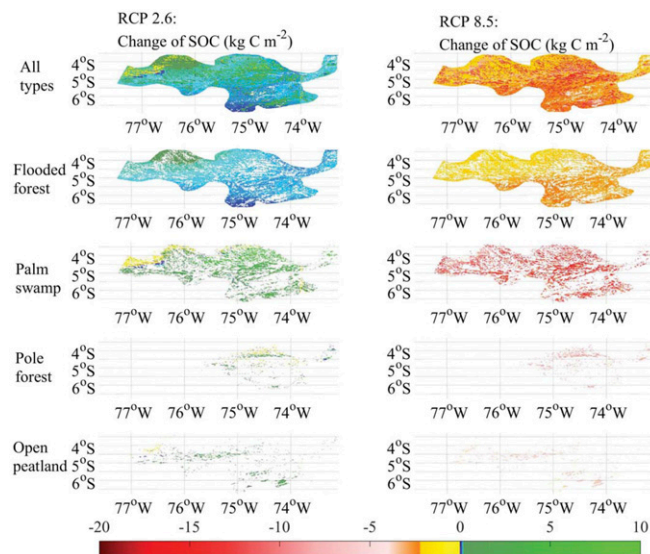 RCP 2.6:
Change of SOC (kg C m-2)
RCP 8.5:
Change of SOC (kg C m-2)
All types
4°S
5°S
6°S
77°W 76°W 75°W 74°W
4°S
5°S
6°S
77°W 76°W 75°W 74°W
Flooded forest
4°S
5°S
6°S
77°W 76°W 75°W 74°W
4°S
5°S
6°S
77°W 76°W 75°W 74°W
Palm swamp
4°S
5°S
6°S
77°W 76°W 75°W 74°W
4°S
5°S
6°S
77°W 76°W 75°W 74°W
Pole forest
4°S
5°S
6°S
77°W 76°W 75°W 74°W
4°S
5°S
6°S
77°W 76°W 75°W 74°W
Open peatland
4°S
5°S
6°S
77°W 76°W 75°W 74°W
4°S
5°S
6°S
77°W 76°W 75°W 74°W
-20 -15 -10 -5 0 5 10